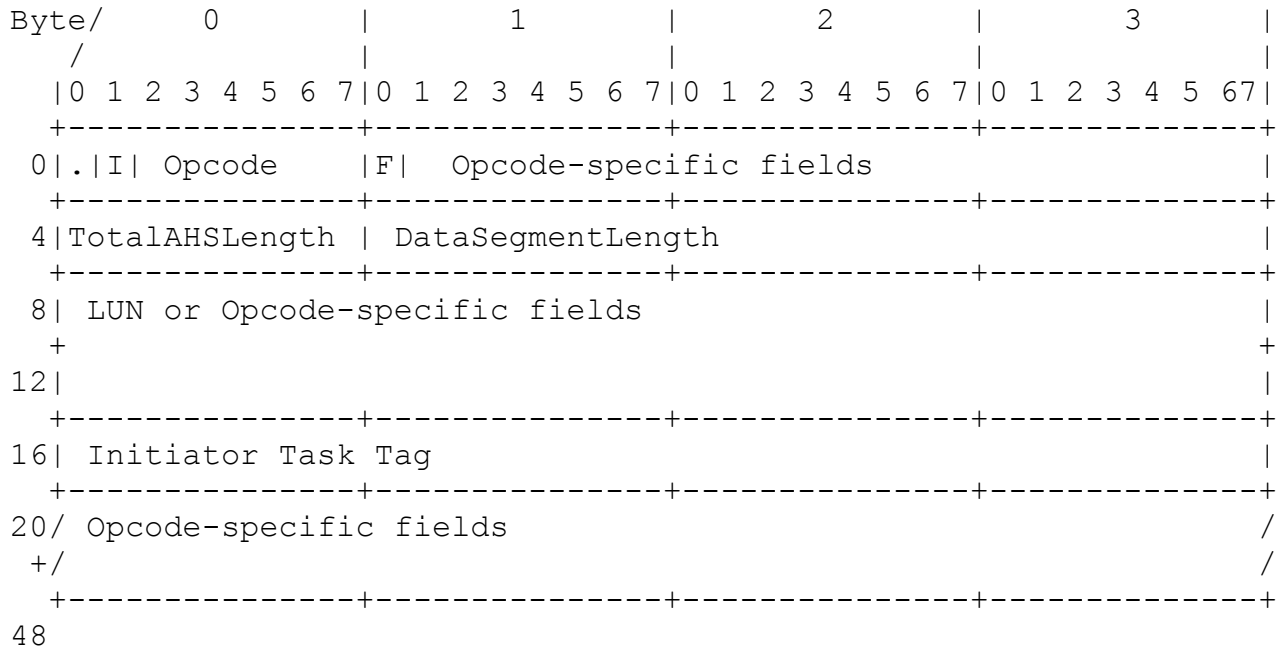 Byte/     0       |       1       |       2       |       3      |
   /              |               |               |              |
  |0 1 2 3 4 5 6 7|0 1 2 3 4 5 6 7|0 1 2 3 4 5 6 7|0 1 2 3 4 5 67|
  +---------------+---------------+---------------+--------------+
 0|.|I| Opcode    |F|  Opcode-specific fields                    |
  +---------------+---------------+---------------+--------------+
 4|TotalAHSLength | DataSegmentLength                            |
  +---------------+---------------+---------------+--------------+
 8| LUN or Opcode-specific fields                                |
  +                                                              +
12|                                                              |
  +---------------+---------------+---------------+--------------+
16| Initiator Task Tag                                           |
  +---------------+---------------+---------------+--------------+
20/ Opcode-specific fields                                       /
 +/                                                              /
  +---------------+---------------+---------------+--------------+
48